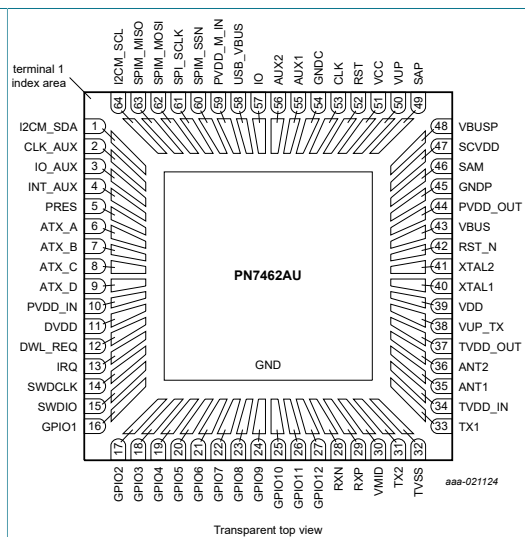 I2CM_SCL
SPIM_MISO
SPIM_MOSI
SPI_SCLK
SPIM_SSN
PVDD_M_IN
USB_VBUS
IO
AUX2
AUX1
GNDC
CLK
RST
VCC
VUP
SAP
terminal 1
index area
64 63 62 61 60 59 58 57 56 55 54 53 52 51 50 49
I2CM_SDA 1
CLK_AUX 2
IO_AUX 3
INT_AUX 4
PRES 5
ATX_A 6
ATX_B 7
ATX_C 8
ATX_D 9
PVDD_IN 10
DVDD 11
DWL_REQ 12
IRQ 13
SWDCLK 14
SWDIO 15
GPIO1 16
PN7462AU
GND
48 VBUSP
47 SCVDD
46 SAM
45 GNDP
44 PVDD_OUT
43 VBUS
42 RST_N
41 XTAL2
40 XTAL1
39 VDD
38 VUP_TX
37 TVDD_OUT
36 ANT2
35 ANT1
34 TVDD_IN
33 TX1
17 18 19 20 21 22 23 24 25 26 27 28 29 30 31 32
GPIO2
GPIO3
GPIO4
GPIO5
GPIO6
GPIO7
GPIO8
GPIO9
GPIO10
GPIO11
GPIO12
RXN
RXP
VMID
TX2
TVSS
aaa-021124
Transparent top view